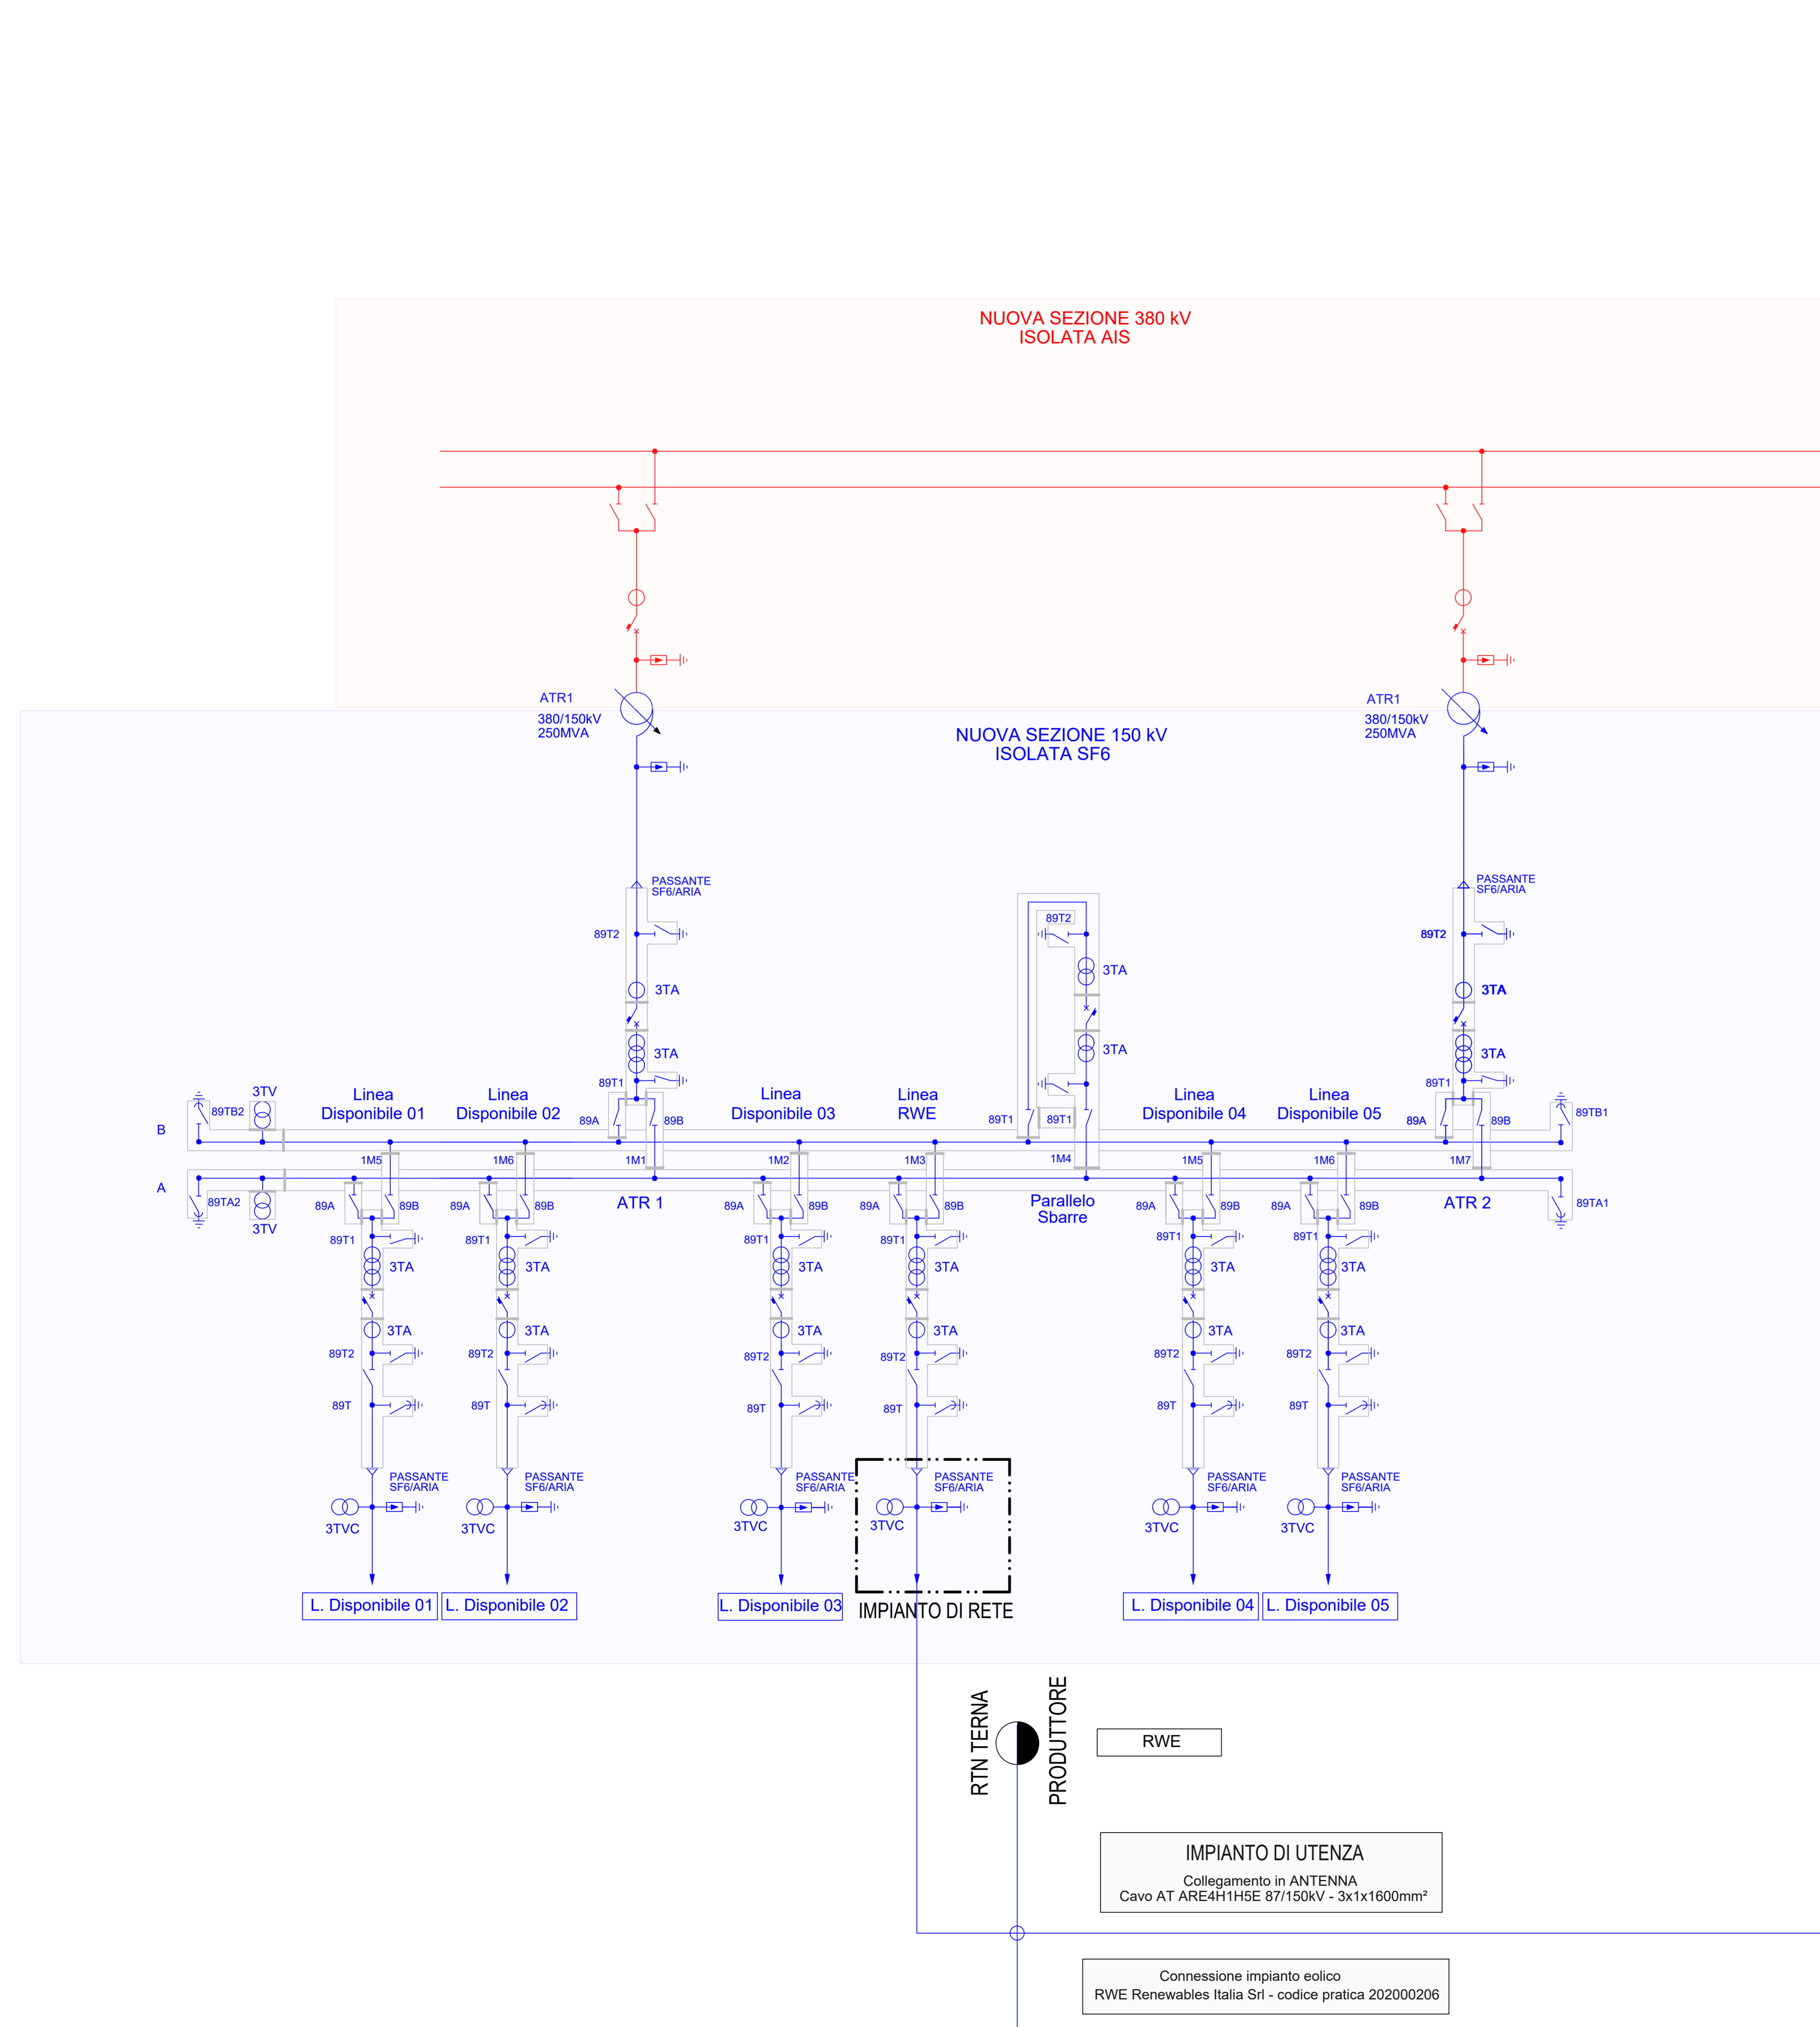 NUOVA SEZIONE 380 kV
ISOLATA AIS
ATR1
380/150kV
250MVA
ATR1
380/150kV
250MVA
NUOVA SEZIONE 150 kV
ISOLATA SF6
PASSANTE
SF6/ARIA
PASSANTE
SF6/ARIA
89T2
89T2
89T2
3TA
3TA
3TA
3TA
3TA
3TA
89T1
89T1
3TV
Linea
Disponibile 01
Linea
Disponibile 02
Linea
Disponibile 03
Linea
RWE
Linea
Disponibile 04
Linea
Disponibile 05
89TB2
89A
89B
89T1
89T1
89A
89B
89TB1
B
1M5
1M6
1M1
1M2
1M3
1M4
1M5
1M6
1M7
A
89TA2
3TV
89A
89B
89A
89B
ATR 1
89A
89B
89A
89B
Parallelo
Sbarre
89A
89B
89A
89B
ATR 2
89TA1
89T1
89T1
89T1
89T1
89T1
89T1
3TA
3TA
3TA
3TA
3TA
3TA
3TA
3TA
3TA
3TA
3TA
3TA
89T2
89T2
89T2
89T2
89T2
89T2
89T
89T
89T
89T
89T
89T
PASSANTE
SF6/ARIA
PASSANTE
SF6/ARIA
PASSANTE
SF6/ARIA
PASSANTE
SF6/ARIA
PASSANTE
SF6/ARIA
PASSANTE
SF6/ARIA
3TVC
3TVC
3TVC
3TVC
3TVC
3TVC
L. Disponibile 01
L. Disponibile 02
L. Disponibile 03
IMPIANTO DI RETE
L. Disponibile 04
L. Disponibile 05
RTN TERNA
PRODUTTORE
RWE
IMPIANTO DI UTENZA
Collegamento in ANTENNA
Cavo AT ARE4H1H5E 87/150kV - 3x1x1600mm²
Connessione impianto eolico
RWE Renewables Italia Srl - codice pratica 202000206